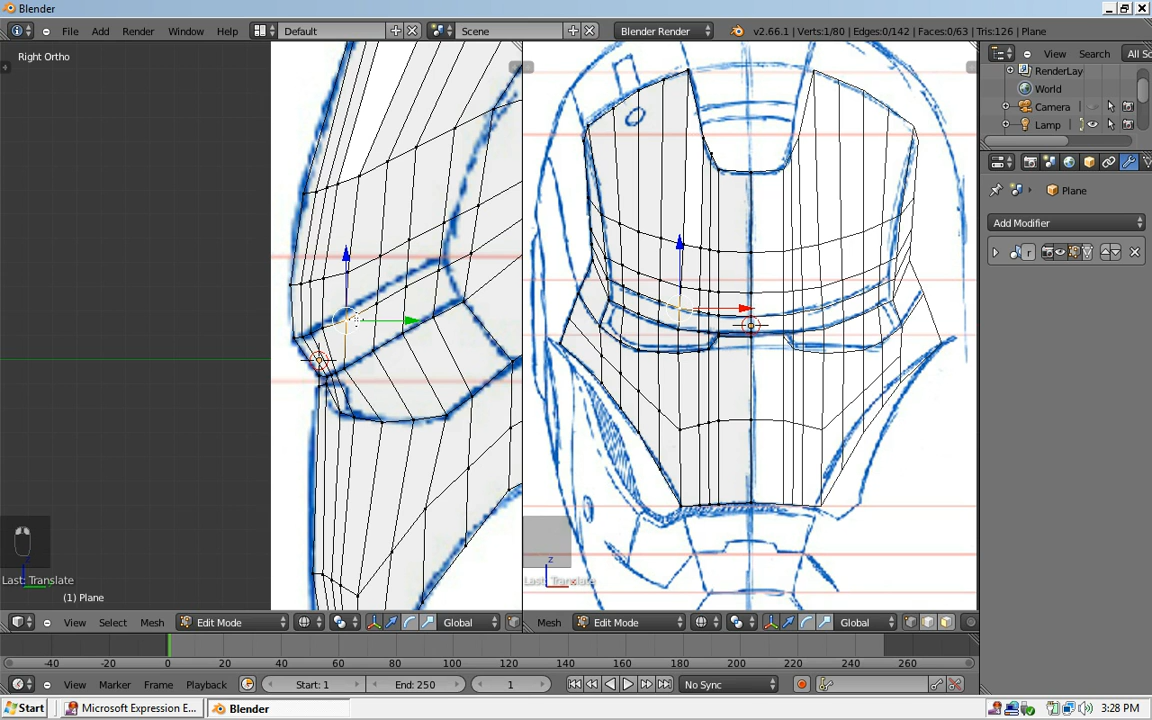 Blender
File Add Render Window Help Default Scene Blender Render v2.66.1 | Verts:1/80 | Edges:0/142 | Faces:0/63 | Tris:126 | Plane
Right Ortho
View Search All Sc
RenderLay
World
Camera
Lamp
Plane
Add Modifier
r
z
Last: Translate
(1) Plane
z
Last: Translate
View Select Mesh Edit Mode Global
Mesh Edit Mode Global
-40 -20 0 20 40 60 80 100 120 140 160 180 200 220 240 260
View Marker Frame Playback Start: 1 End: 250 1 No Sync
Start Microsoft Expression E... Blender 3:28 PM